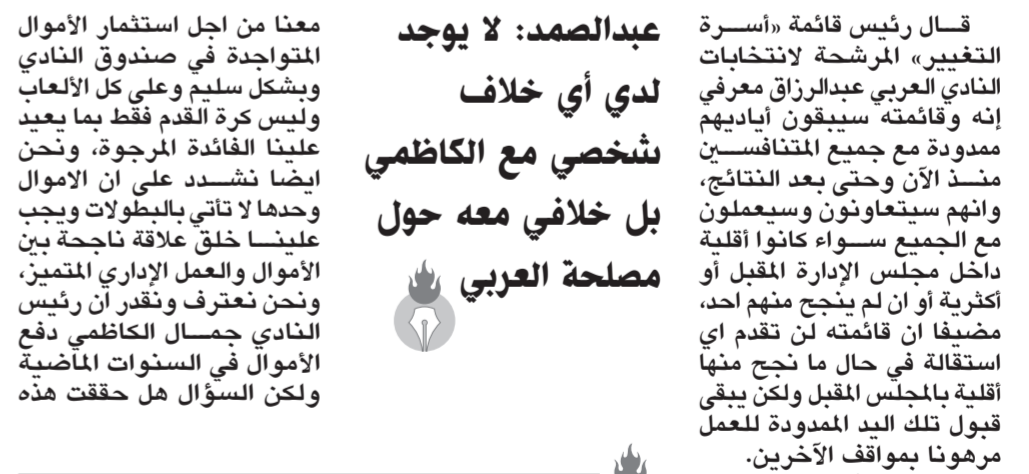 قال رئيس قائمة «أسرة
التغيير» المرشحة لانتخابات
النادي العربي عبدالرزاق معرفي
إنه وقائمته سيبقون أياديهم
ممدودة مع جميع المتنافسين
منذ الآن وحتى بعد النتائج،
وانهم سيتعاونون وسيعملون
مع الجميع سواء كانوا أقلية
داخل مجلس الإدارة المقبل أو
أكثرية أو ان لم ينجح منهم احد،
مضيفا ان قائمته لن تقدم اي
استقالة في حال ما نجح منها
أقلية بالمجلس المقبل ولكن يبقى
قبول تلك اليد الممدودة للعمل
مرهونا بمواقف الآخرين.
عبدالصمد: لا يوجد
لدي أي خلاف
شخصي مع الكاظمي
بل خلافي معه حول
مصلحة العربي
معنا من اجل استثمار الأموال
المتواجدة في صندوق النادي
وبشكل سليم وعلى كل الألعاب
وليس كرة القدم فقط بما يعيد
علينا الفائدة المرجوة، ونحن
ايضا نشدد على ان الاموال
وحدها لا تأتي بالبطولات ويجب
علينا خلق علاقة ناجحة بين
الأموال والعمل الإداري المتميز،
ونحن نعترف ونقدر ان رئيس
النادي جمال الكاظمي دفع
الأموال في السنوات الماضية
ولكن السؤال هل حققت هذه